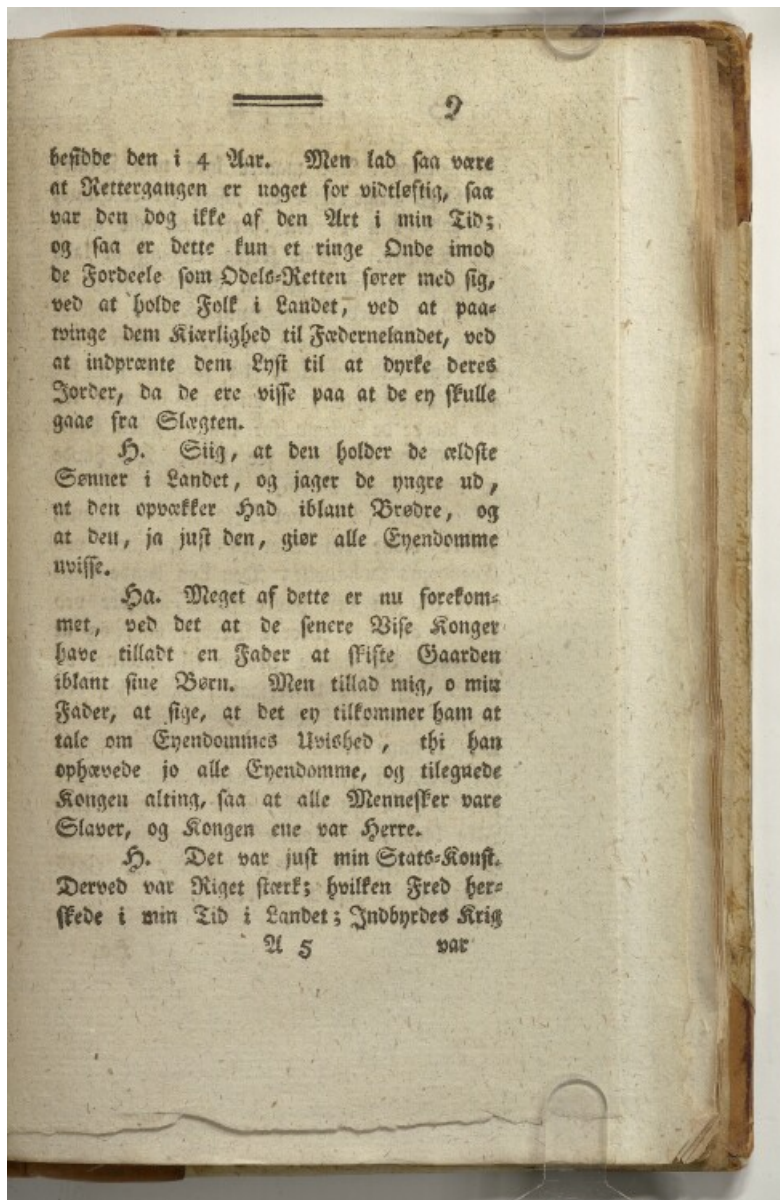 9
besidde den i 4 Aar. Men lad saa være
at Rettergangen er noget for vidtløftig, saa
var den dog ikke af den Art i min Tid;
og saa er dette kun et ringe Onde imod
de Fordeele som Odels-Retten fører med sig,
ved at holde Folk i Landet, ved at paa-
tvinge dem Kiærlighed til Fædernelandet, ved
at indprænte dem Lyst til at dyrke deres
Jorder, da de ere visse paa at de ey skulle
gaae fra Slægten.
H. Siig, at den holder de ældste
Sønner i Landet, og jager de yngre ud,
at den opvækker Had iblant Brødre, og
at den, ja just den, giør alle Eyendomme
uvisse.
Ha. Meget af dette er nu forekom-
met, ved det at de senere Vise Konger
have tilladt en Fader at skifte Gaarden
iblant sine Børn. Men tillad mig, o min
Fader, at sige, at det ey tilkommer ham at
tale om Eyendommes Uvished, thi han
ophævede jo alle Eyendomme, og tilegnede
Kongen alting, saa at alle Mennesker vare
Slaver, og Kongen ene var Herre.
H. Det var just min Stats-Konst.
Derved var Riget stærk; hvilken Fred her-
skede i min Tid i Landet; Indbyrdes Krig
A 5 var